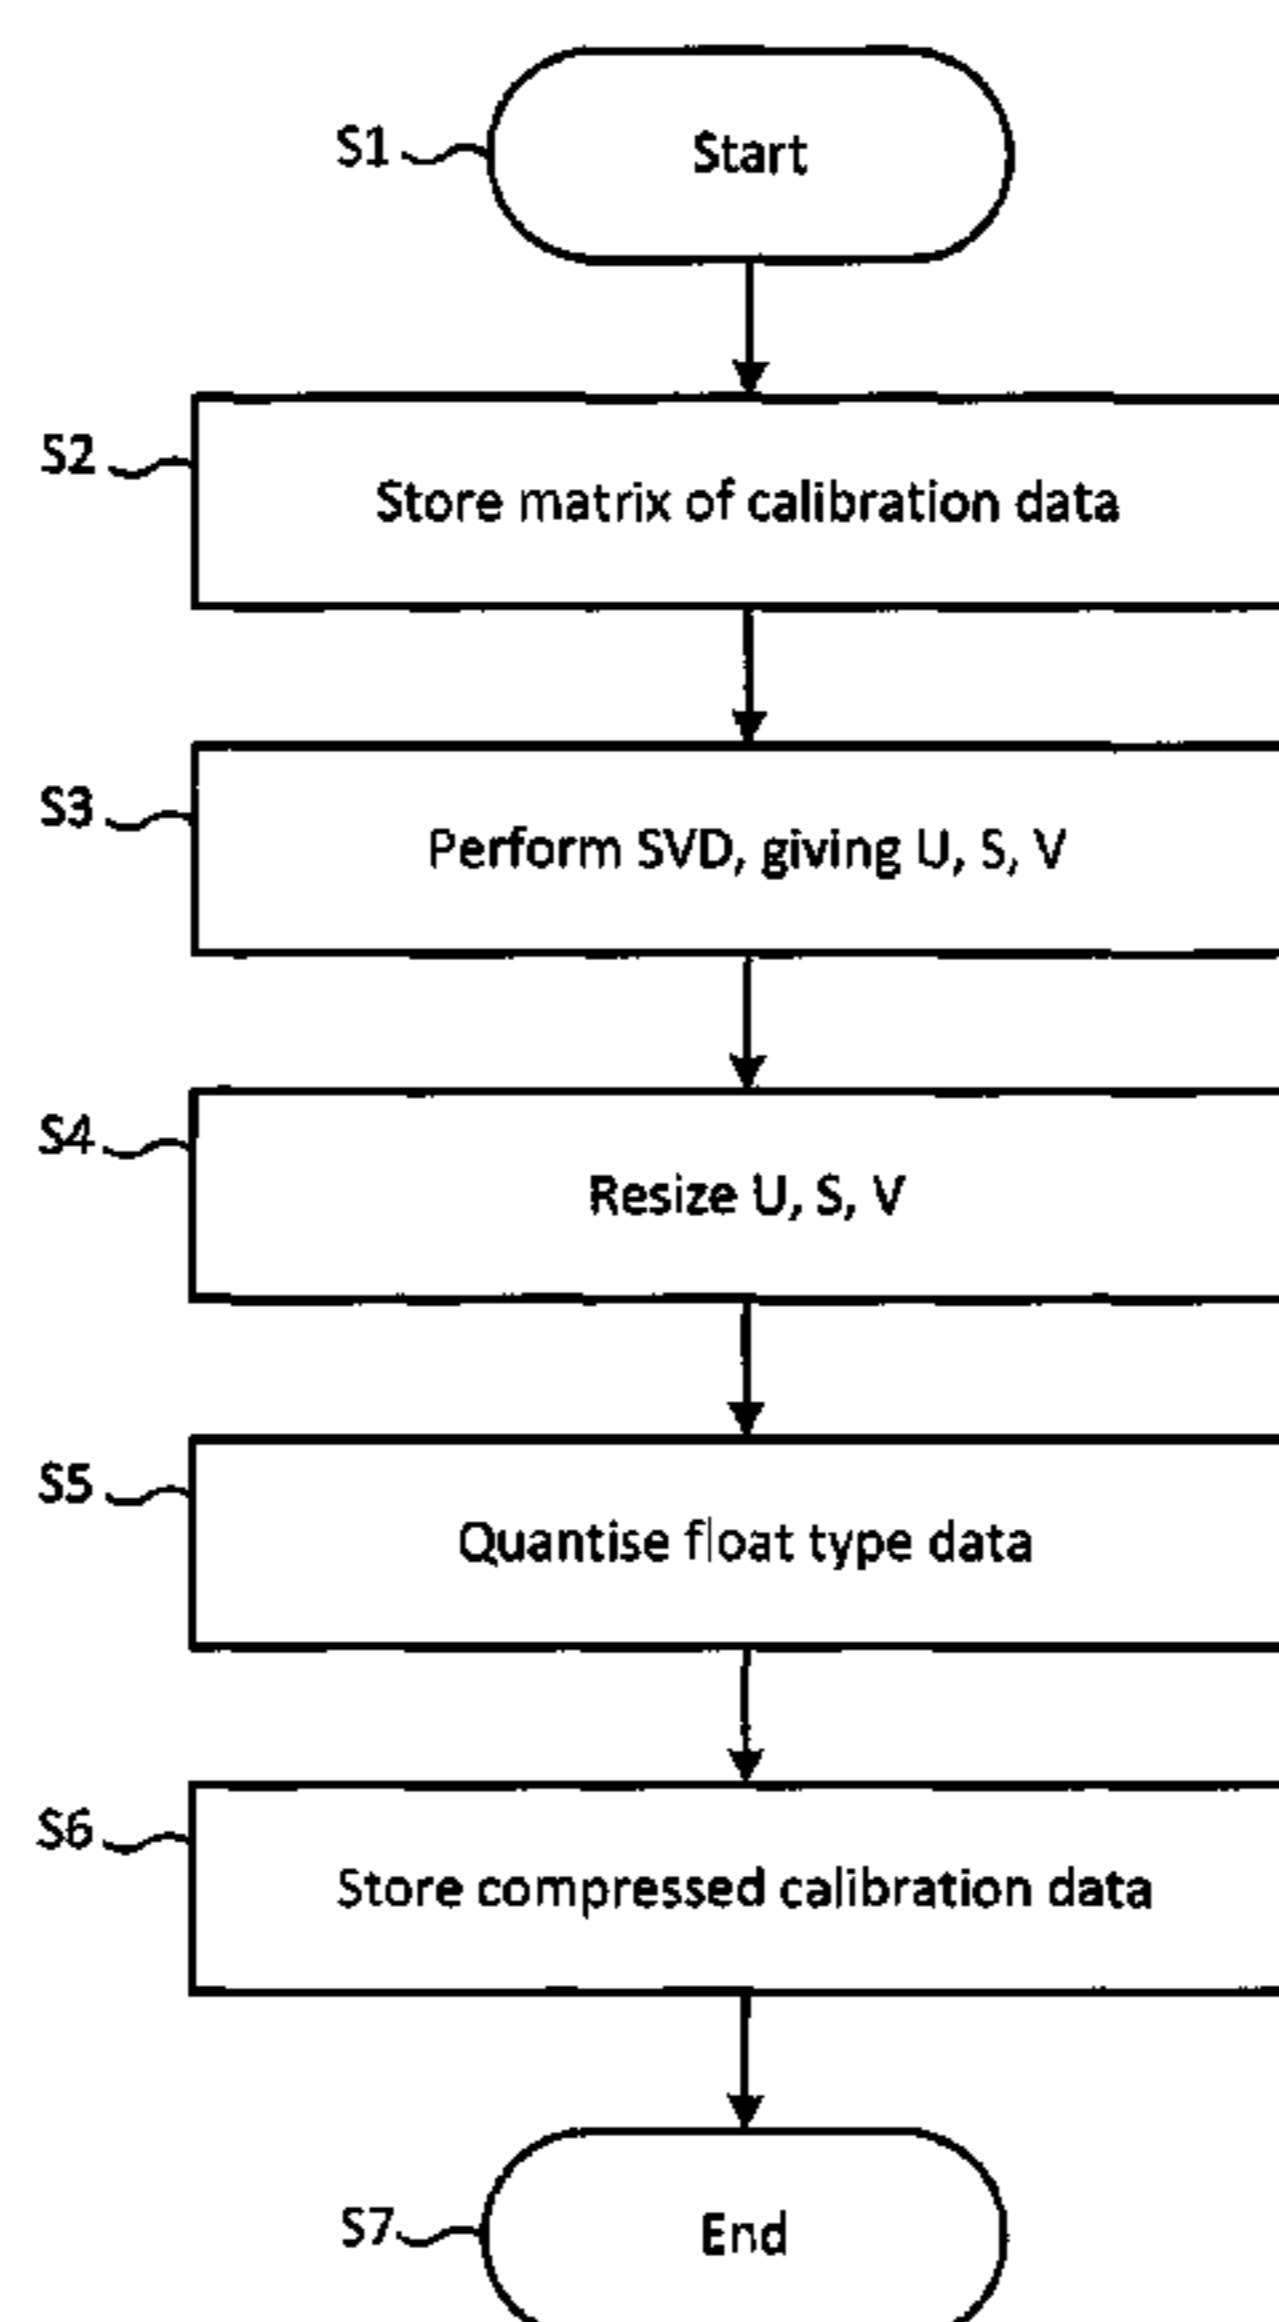 S1 Start
S2 Store matrix of calibration data
S3 Perform SVD, giving U, S, V
S4 Resize U, S, V
S5 Quantise float type data
S6 Store compressed calibration data
S7 End